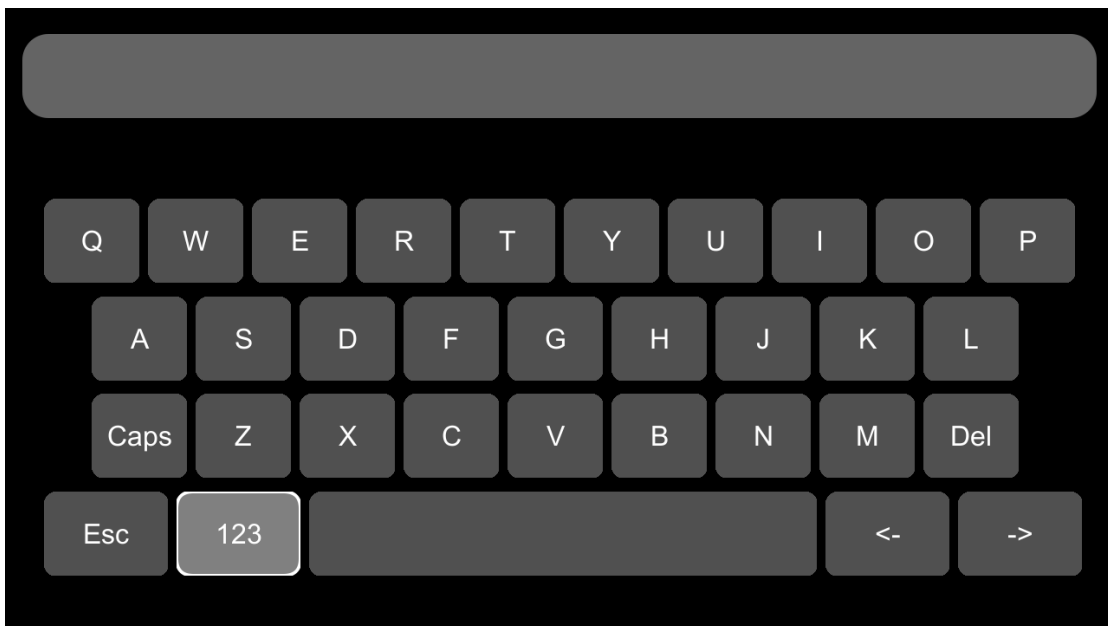 Q W E R T Y U I O P
A S D F G H J K L
Caps Z X C V B N M Del
Esc 123 <- ->